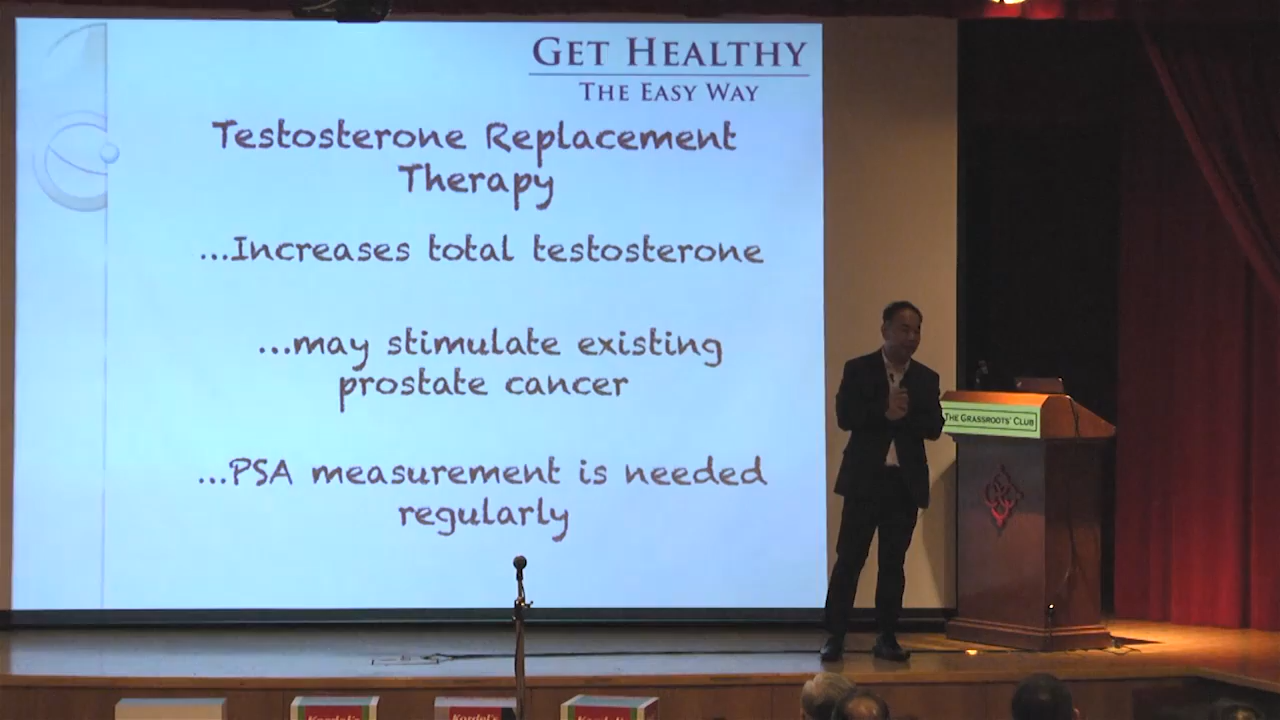 GET HEALTHY
THE EASY WAY
Testosterone Replacement
Therapy
...Increases total testosterone
...may stimulate existing
prostate cancer
...PSA measurement is needed
regularly
THE GRASSROOTS' CLUB
Kordel's